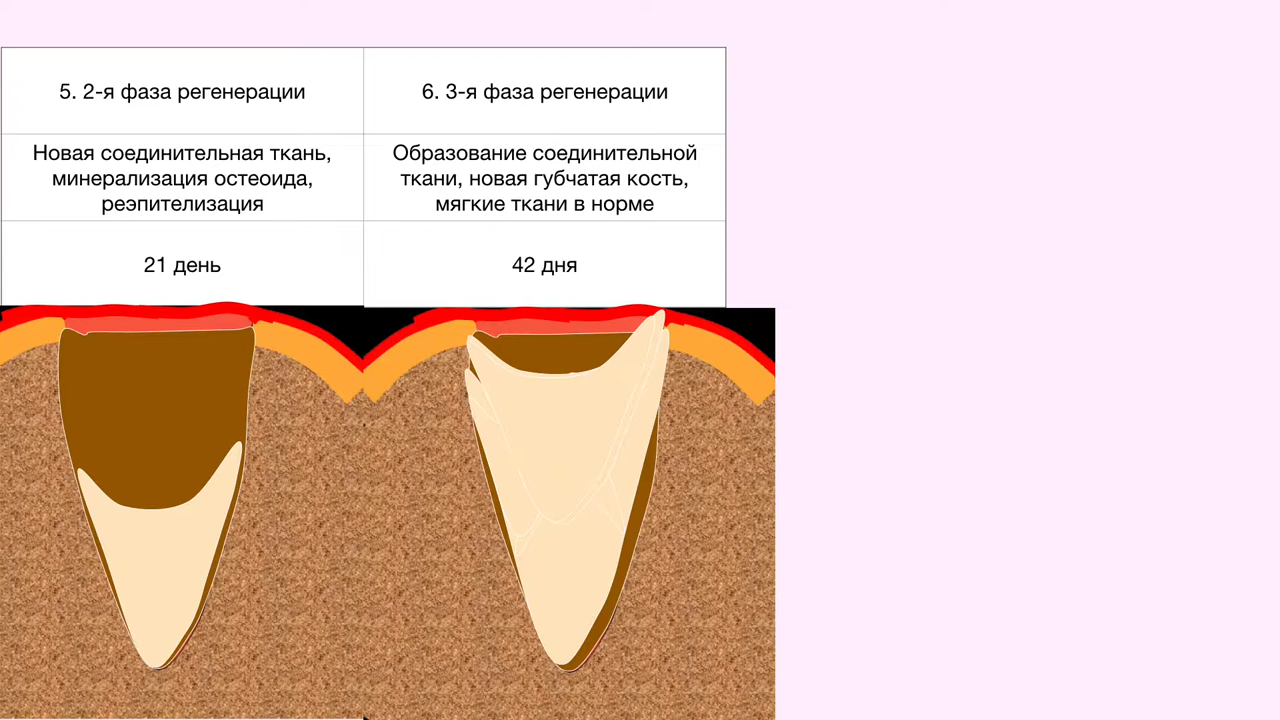 5. 2-я фаза регенерации
6. 3-я фаза регенерации
Новая соединительная ткань,
минерализация остеоида,
реэпителизация
Образование соединительной
ткани, новая губчатая кость,
мягкие ткани в норме
21 день
42 дня